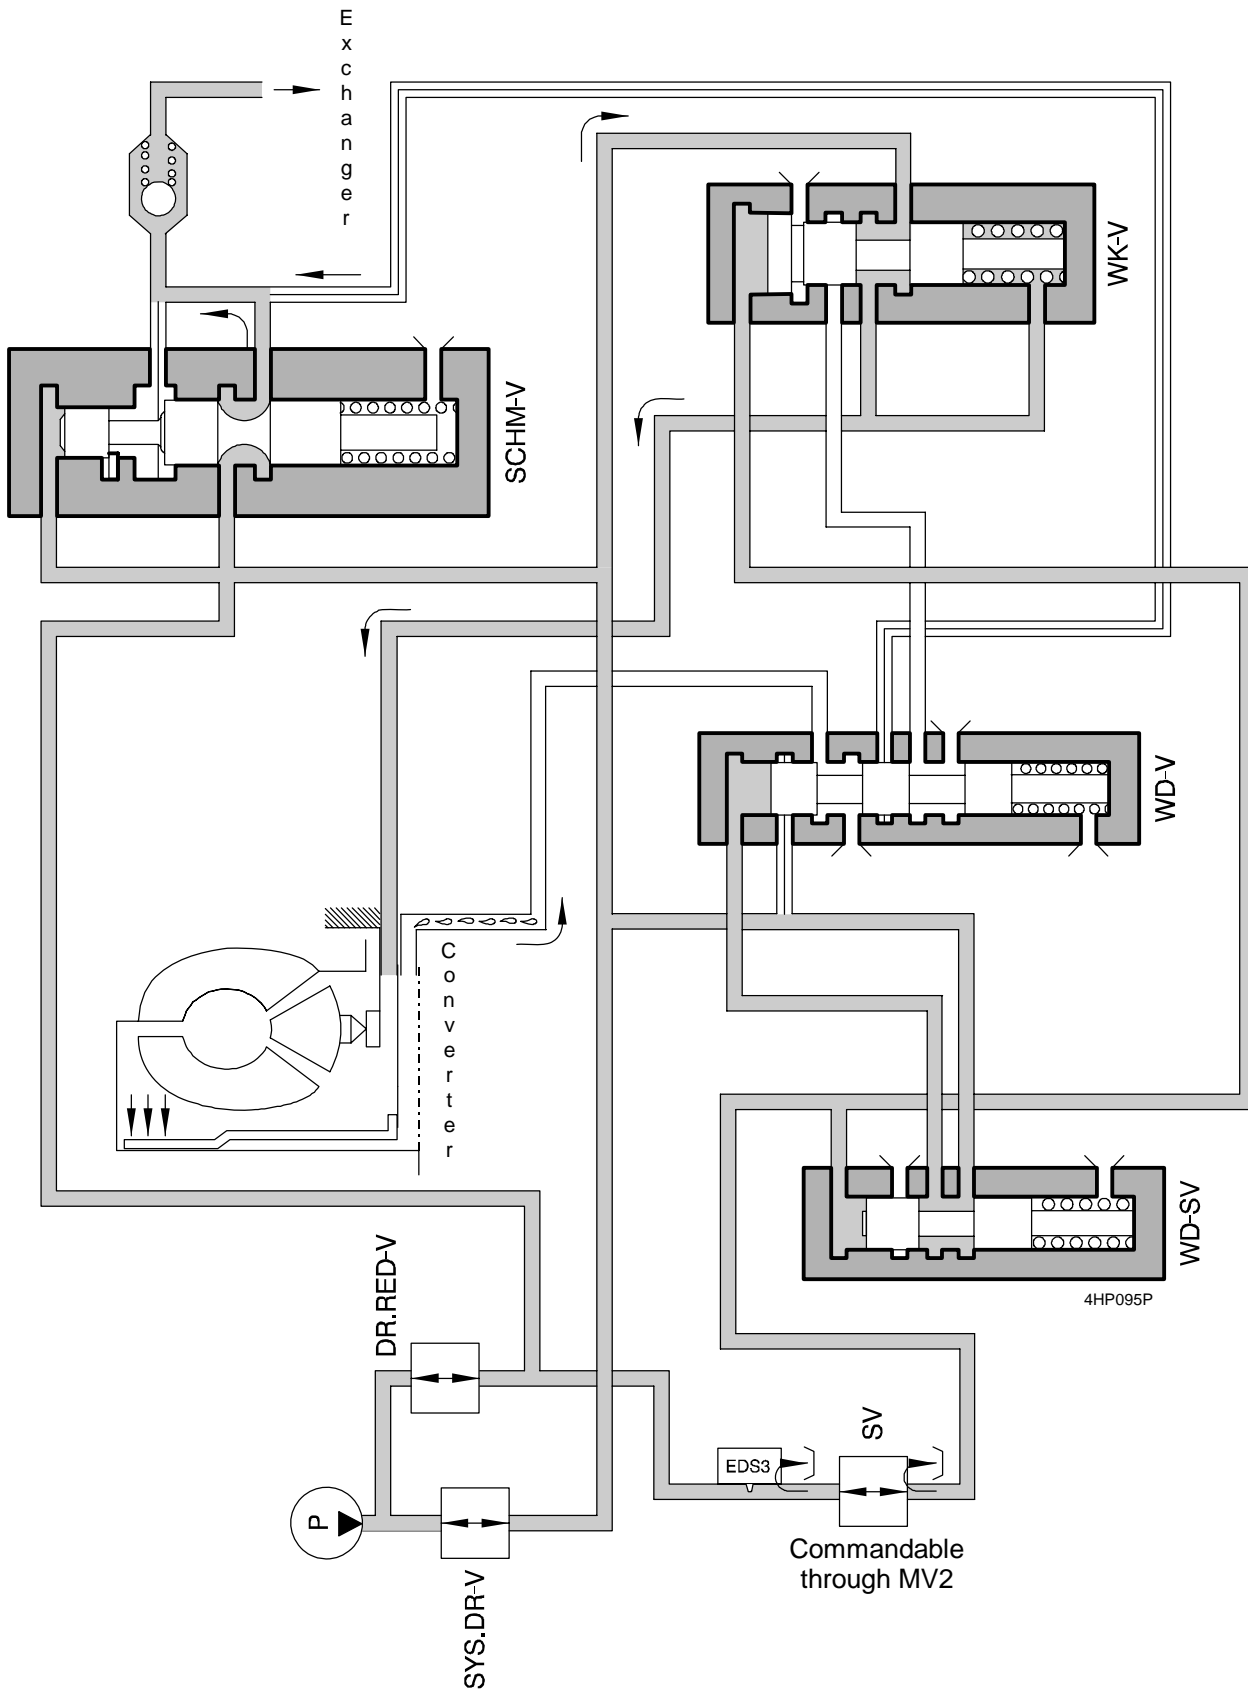 Exchanger
WK-V
SCHM-V
WD-V
Converter
WD-SV
4HP095P
DR.RED-V
SV
EDS3
P
Commandable
through MV2
SYS.DR-V